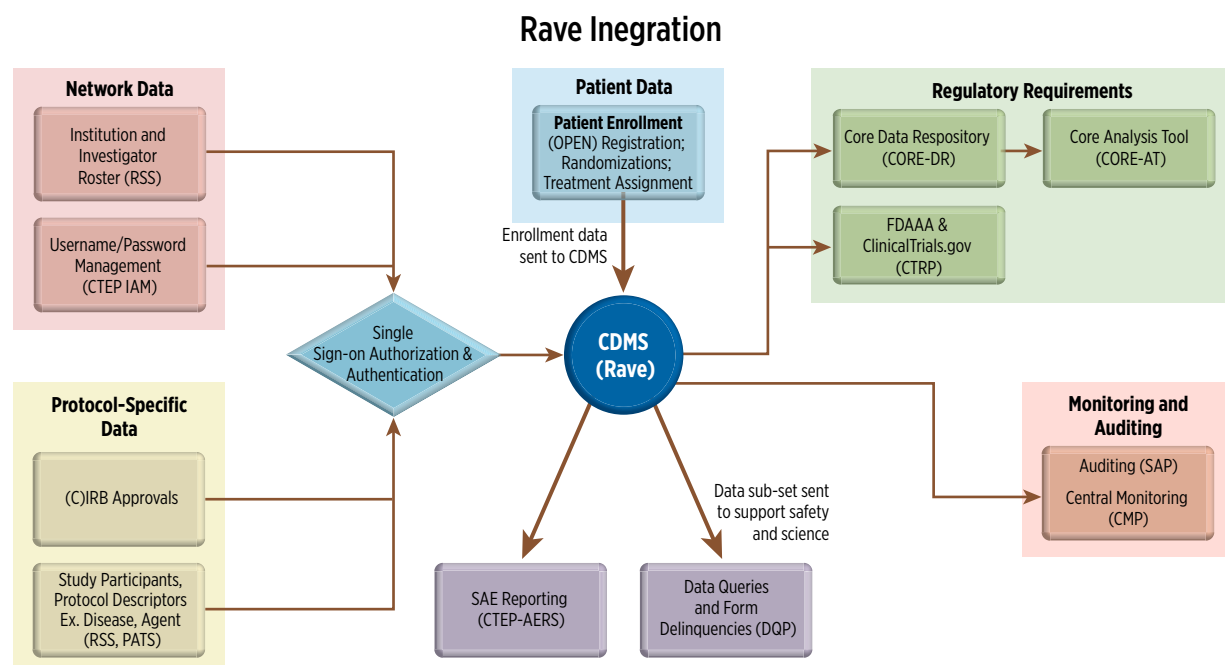 Rave Inegration
Network Data
Institution and
Investigator
Roster (RSS)
Username/Password
Management
(CTEP IAM)
Protocol-Specific
Data
(C)IRB Approvals
Study Participants,
Protocol Descriptors
Ex. Disease, Agent
(RSS, PATS)
Single
Sign-on Authorization &
Authentication
Patient Data
Patient Enrollment
(OPEN) Registration;
Randomizations;
Treatment Assignment
Enrollment data
sent to CDMS
CDMS
(Rave)
SAE Reporting
(CTEP-AERS)
Data sub-set sent
to support safety
and science
Data Queries
and Form
Delinquencies (DQP)
Regulatory Requirements
Core Data Respository
(CORE-DR)
Core Analysis Tool
(CORE-AT)
FDAAA &
ClinicalTrials.gov
(CTRP)
Monitoring and
Auditing
Auditing (SAP)
Central Monitoring
(CMP)